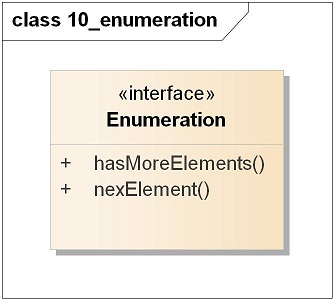 class 10_enumeration
«interface»
Enumeration
+ hasMoreElements()
+ nexElement()